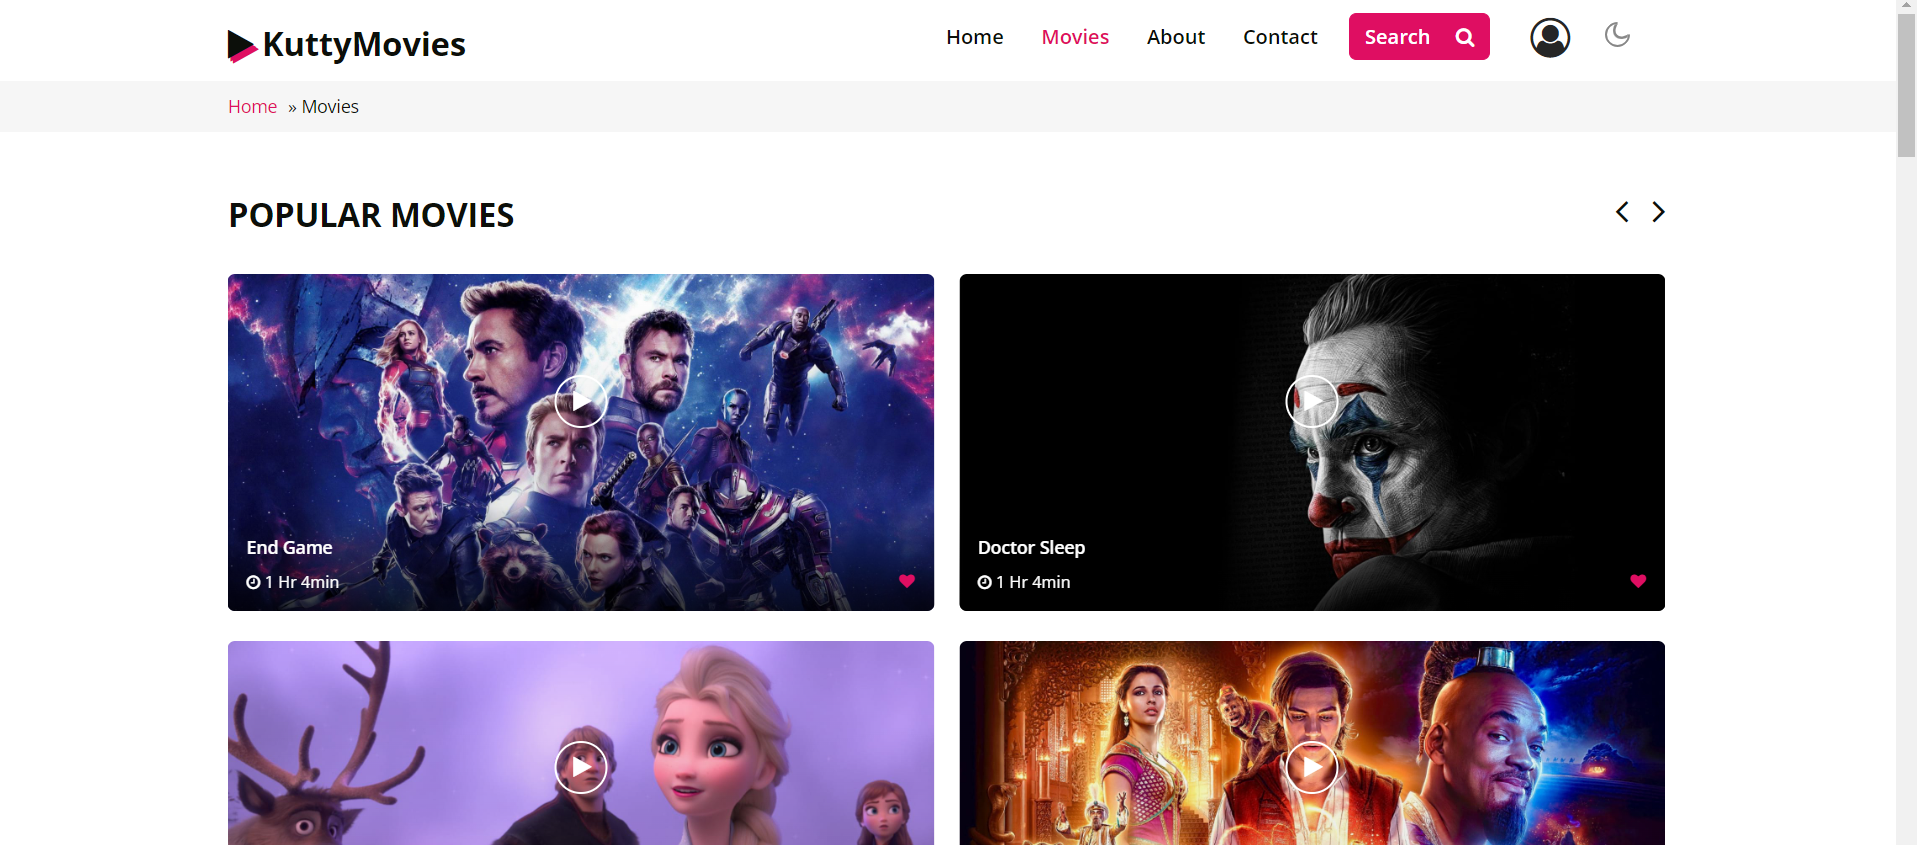 KuttyMovies
Home Movies About Contact Search
Home » Movies
POPULAR MOVIES
End Game
1 Hr 4min
Doctor Sleep
1 Hr 4min